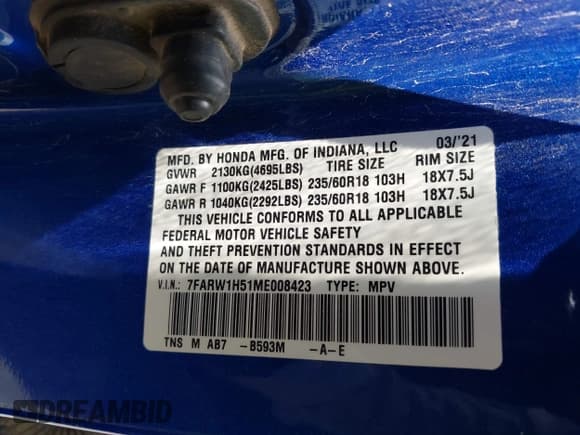 MFD. BY HONDA MFG. OF INDIANA, LLC 03/'21
GVWR 2130KG(4695LBS) TIRE SIZE RIM SIZE
GAWR F 1100KG(2425LBS) 235/60R18 103H 18X7.5J
GAWR R 1040KG(2292LBS) 235/60R18 103H 18X7.5J
THIS VEHICLE CONFORMS TO ALL APPLICABLE
FEDERAL MOTOR VEHICLE SAFETY
AND THEFT PREVENTION STANDARDS IN EFFECT
ON THE DATE OF MANUFACTURE SHOWN ABOVE.
V.I.N.: 7FARW1H51ME008423 TYPE: MPV
TNS M AB7 -B593M -A-E
DREAMBID